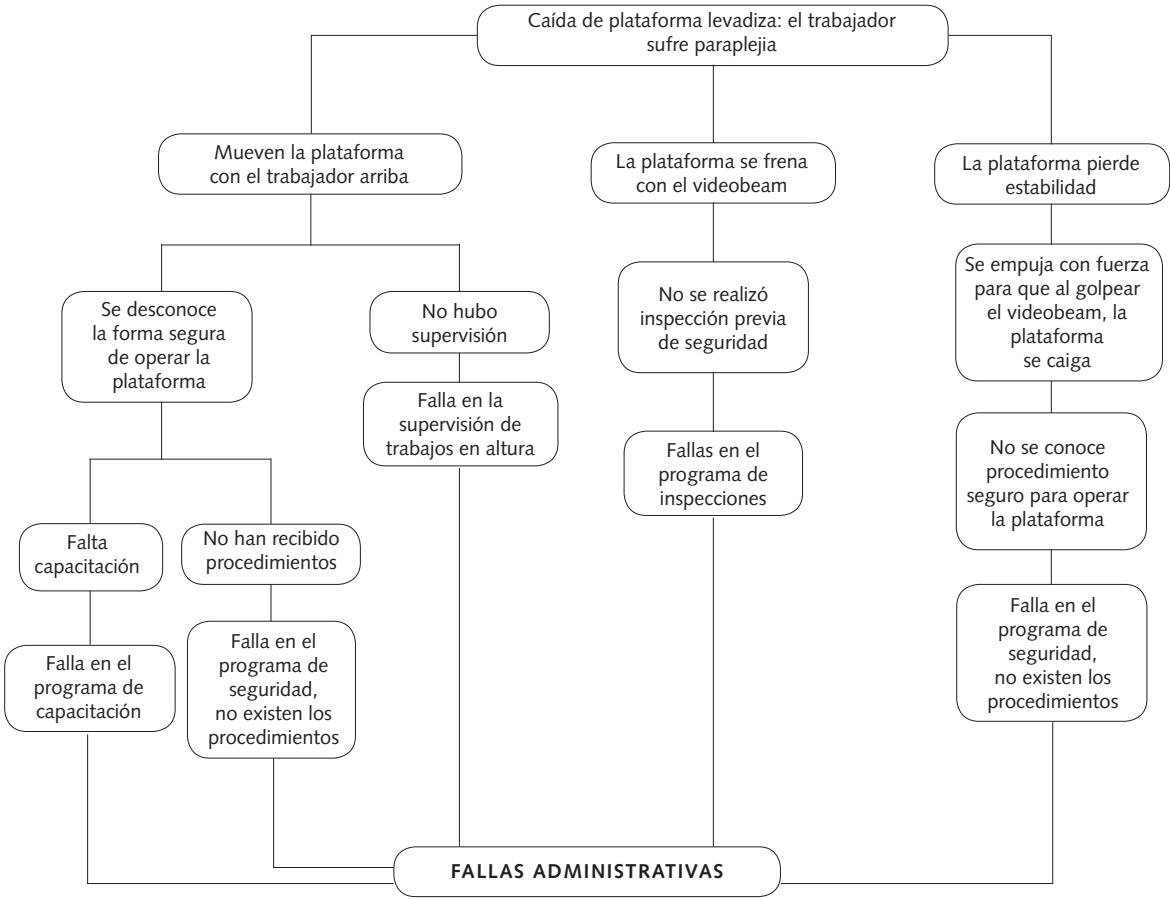 Caída de plataforma levadiza: el trabajador
sufre paraplejia
Mueven la plataforma
con el trabajador arriba
La plataforma se frena
con el videobeam
La plataforma pierde
estabilidad
Se desconoce
la forma segura
de operar la
plataforma
No hubo
supervisión
No se realizó
inspección previa
de seguridad
Se empuja con fuerza
para que al golpear
el videobeam, la
plataforma
se caiga
Falla en la
supervisión de
trabajos en altura
Fallas en el
programa de
inspecciones
No se conoce
procedimiento
seguro para operar
la plataforma
Falta
capacitación
No han recibido
procedimientos
Falla en el
programa de
capacitación
Falla en el
programa de
seguridad,
no existen los
procedimientos
Falla en el
programa de
seguridad,
no existen los
procedimientos
FALLAS ADMINISTRATIVAS